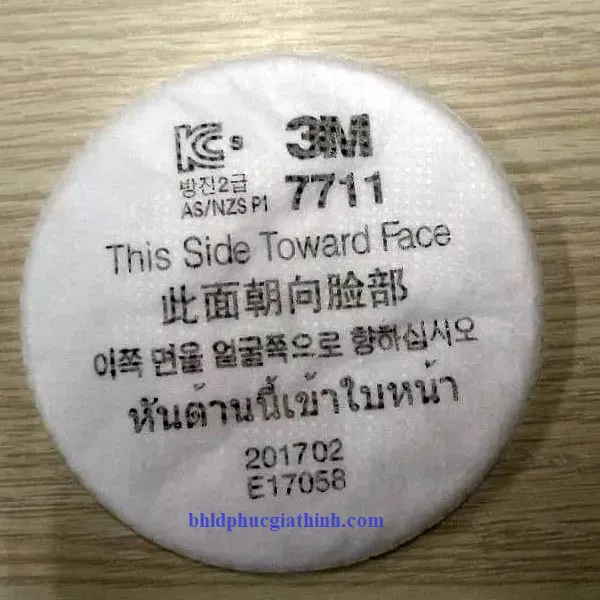 KCs 3M
방진2급 7711
AS/NZS P1
This Side Toward Face
此面朝向脸部
이쪽 면을 얼굴쪽으로 향하십시오
หันด้านนี้เข้าใบหน้า
201702
E17058
bhldphucgiathinh.com